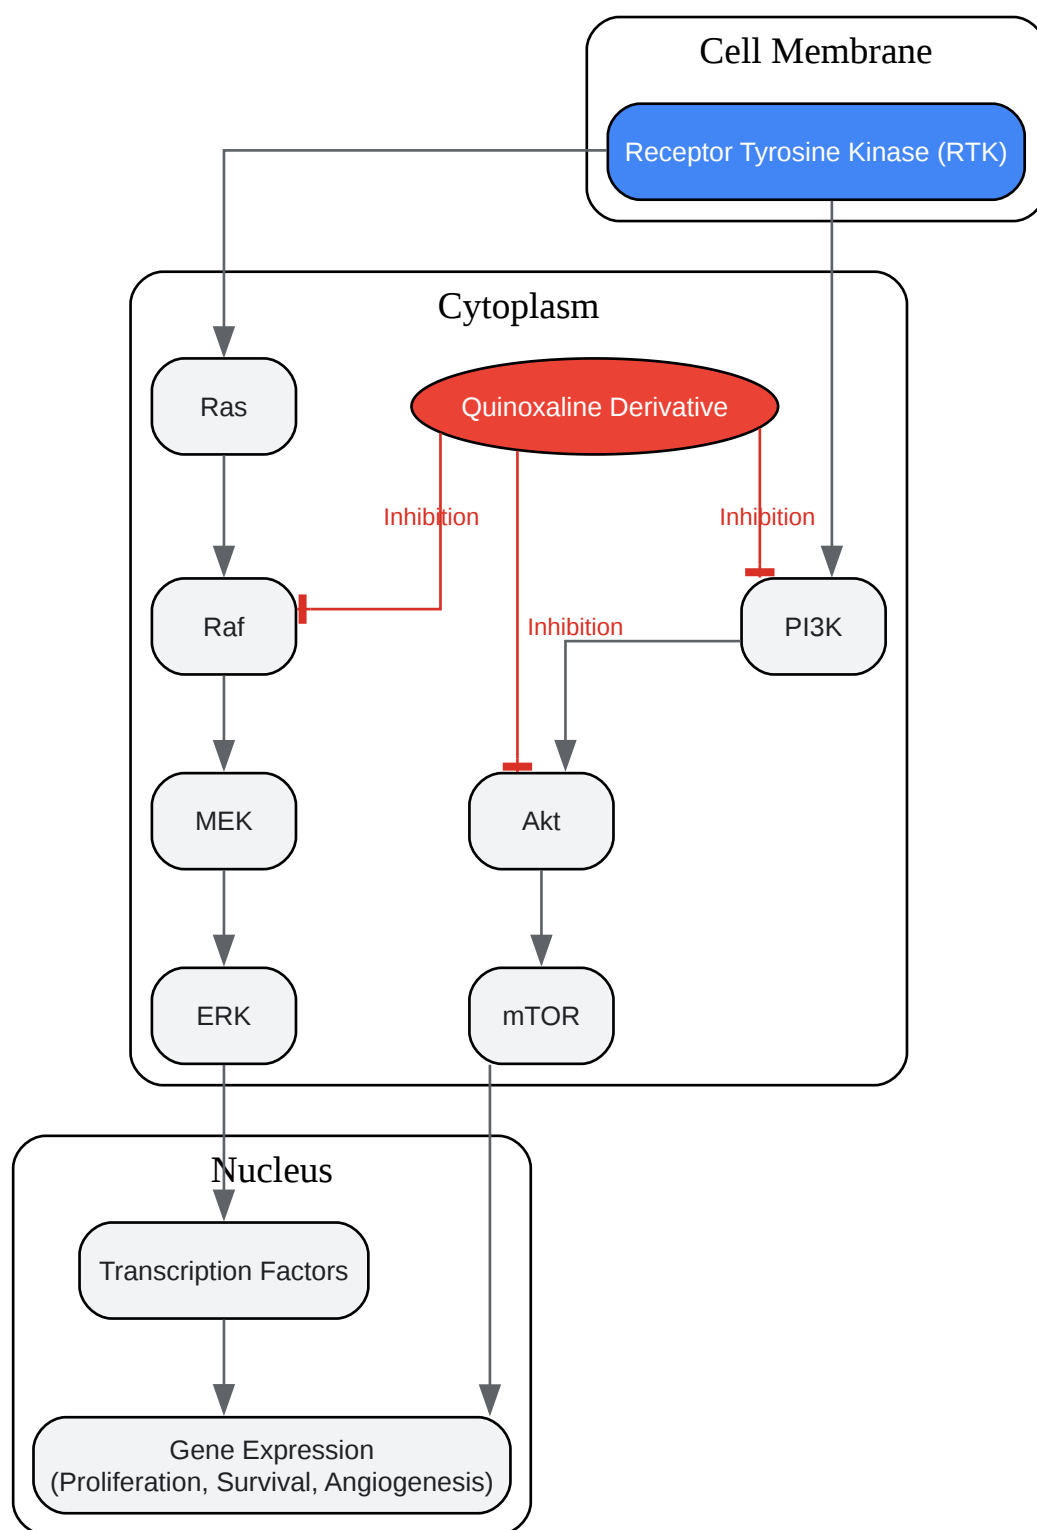 Cell Membrane
Receptor Tyrosine Kinase (RTK)
Cytoplasm
Ras
Quinoxaline Derivative
Inhibition
Inhibition
Raf
Inhibition
PI3K
MEK
Akt
ERK
mTOR
Nucleus
Transcription Factors
Gene Expression
(Proliferation, Survival, Angiogenesis)